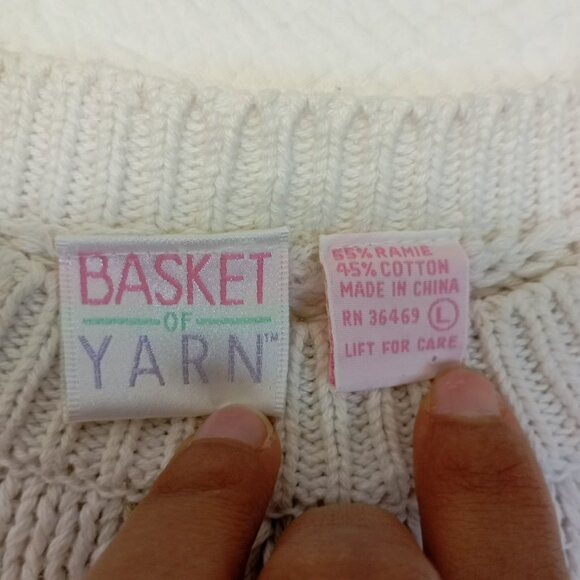 BASKET
OF
YARN™
55% RAMIE
45% COTTON
MADE IN CHINA
RN 36469 L
LIFT FOR CARE